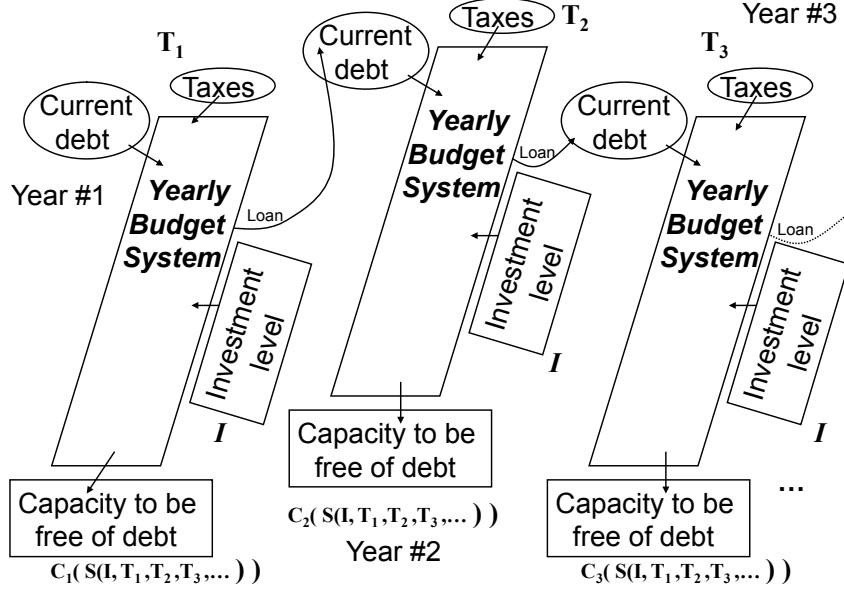 T1
Taxes
Current
debt
Year #1
Yearly
Budget
System
Loan
Investment
level
I
Capacity to be
free of debt
C1( S(I, T1 ,T2 ,T3 ,... ) )
Taxes
T2
Current
debt
Yearly
Budget
System
Loan
Investment
level
I
Capacity to be
free of debt
C2( S(I, T1 ,T2 ,T3 ,... ) )
Year #2
Year #3
T3
Taxes
Current
debt
Yearly
Budget
System
Loan
Investment
level
I
...
Capacity to be
free of debt
C3( S(I, T1 ,T2 ,T3 ,... ) )